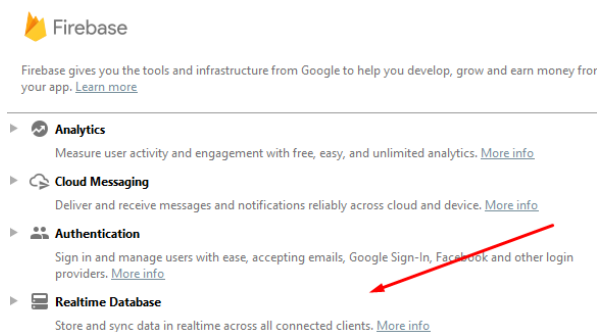 Firebase
Firebase gives you the tools and infrastructure from Google to help you develop, grow and earn money from
your app. Learn more
Analytics
Measure user activity and engagement with free, easy, and unlimited analytics. More info
Cloud Messaging
Deliver and receive messages and notifications reliably across cloud and device. More info
Authentication
Sign in and manage users with ease, accepting emails, Google Sign-In, Facebook and other login
providers. More info
Realtime Database
Store and sync data in realtime across all connected clients. More info